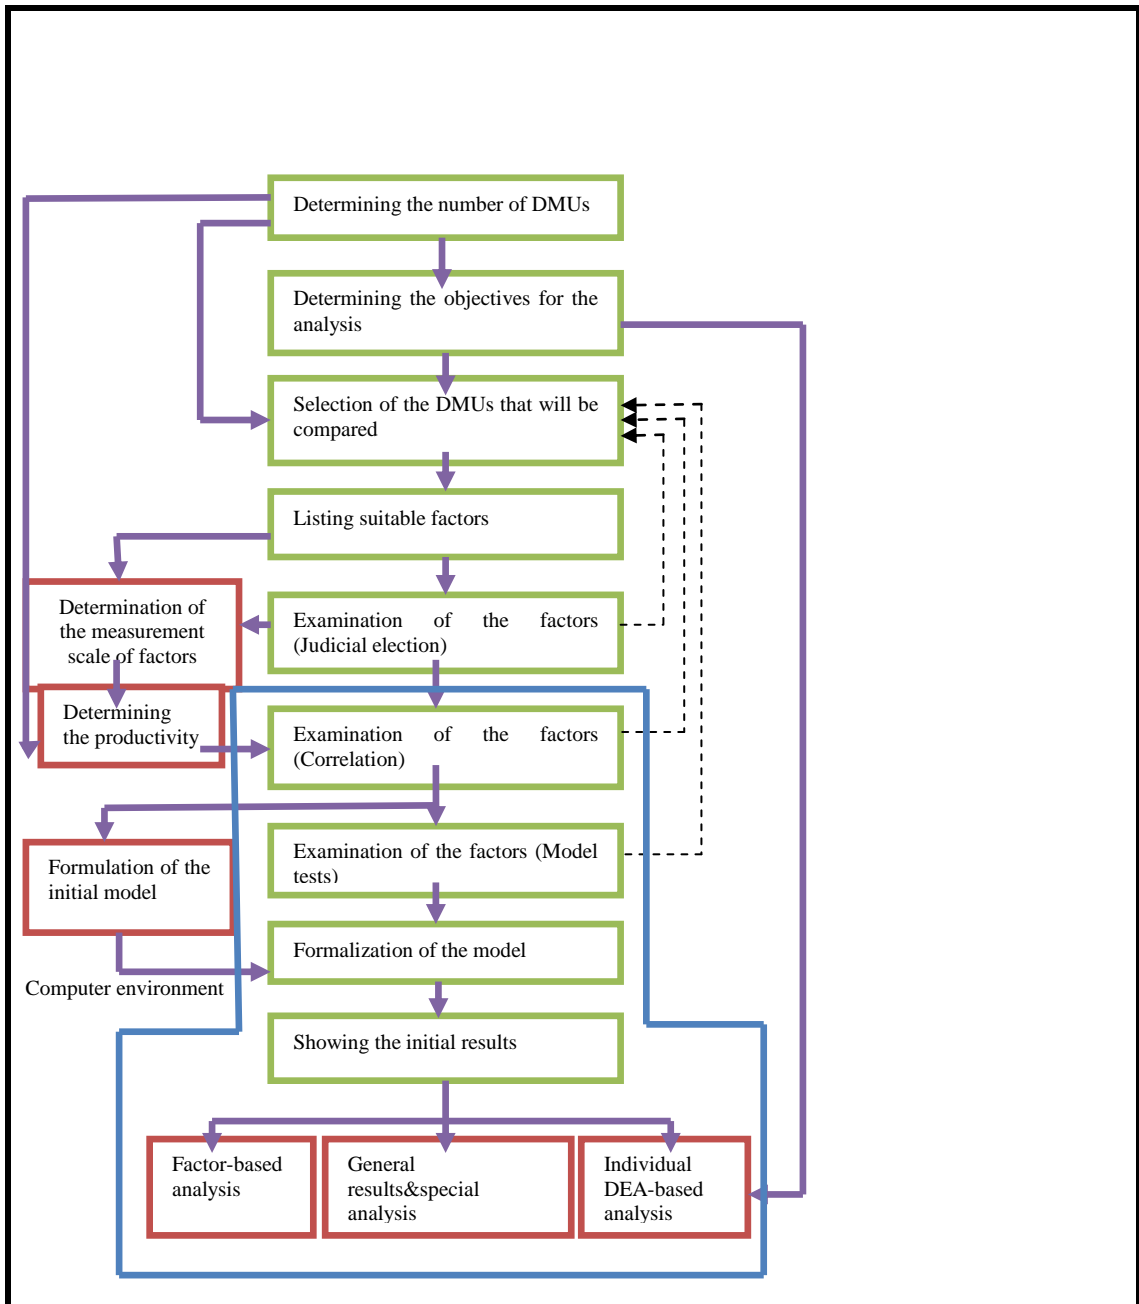 Determining the number of DMUs
Determining the objectives for the
analysis
Selection of the DMUs that will be
compared
Listing suitable factors
Determination of
the measurement
scale of factors
Examination of the factors
(Judicial election)
Determining
the productivity
Examination of the factors
(Correlation)
Formulation of the
initial model
Examination of the factors (Model
tests)
Formalization of the model
Computer environment
Showing the initial results
Factor-based
analysis
General
results&special
analysis
Individual
DEA-based
analysis